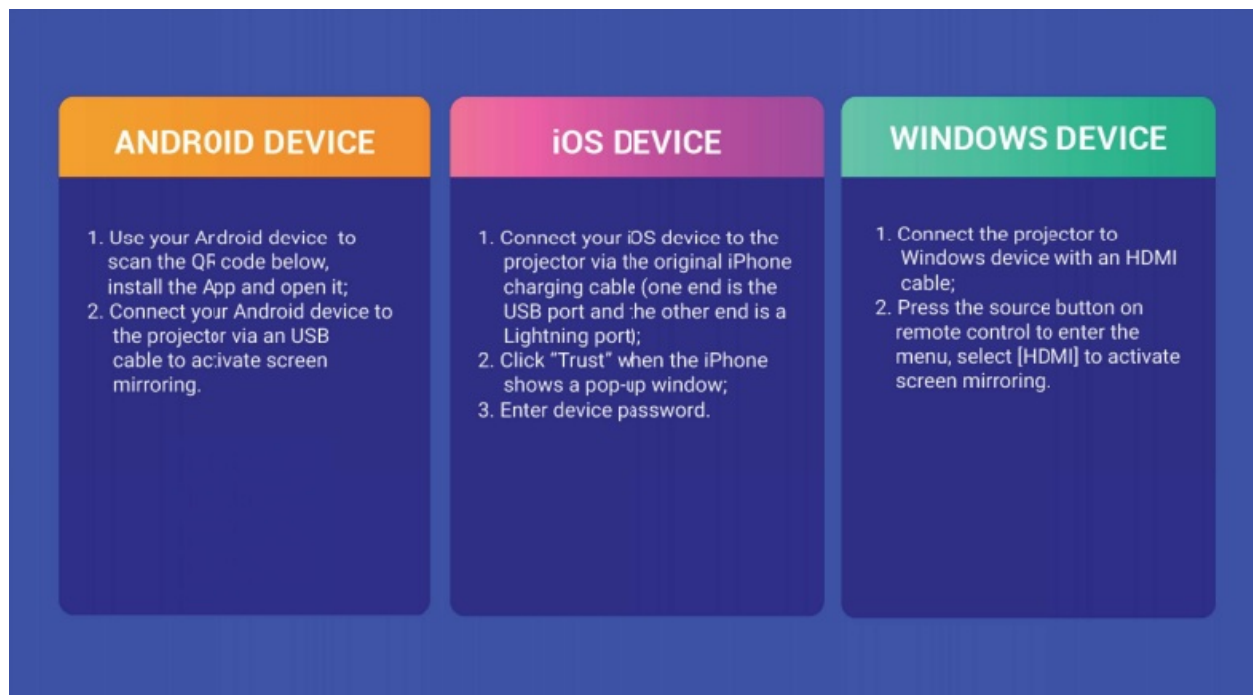 ANDROID DEVICE
1. Use your Android device to
scan the QR code below,
install the App and open it;
2. Connect your Android device to
the projector via an USB
cable to activate screen
mirroring.
iOS DEVICE
1. Connect your iOS device to the
projector via the original iPhone
charging cable (one end is the
USB port and the other end is a
Lightning port);
2. Click “Trust” when the iPhone
shows a pop-up window;
3. Enter device password.
WINDOWS DEVICE
1. Connect the projector to
Windows device with an HDMI
cable;
2. Press the source button on
remote control to enter the
menu, select [HDMI] to activate
screen mirroring.